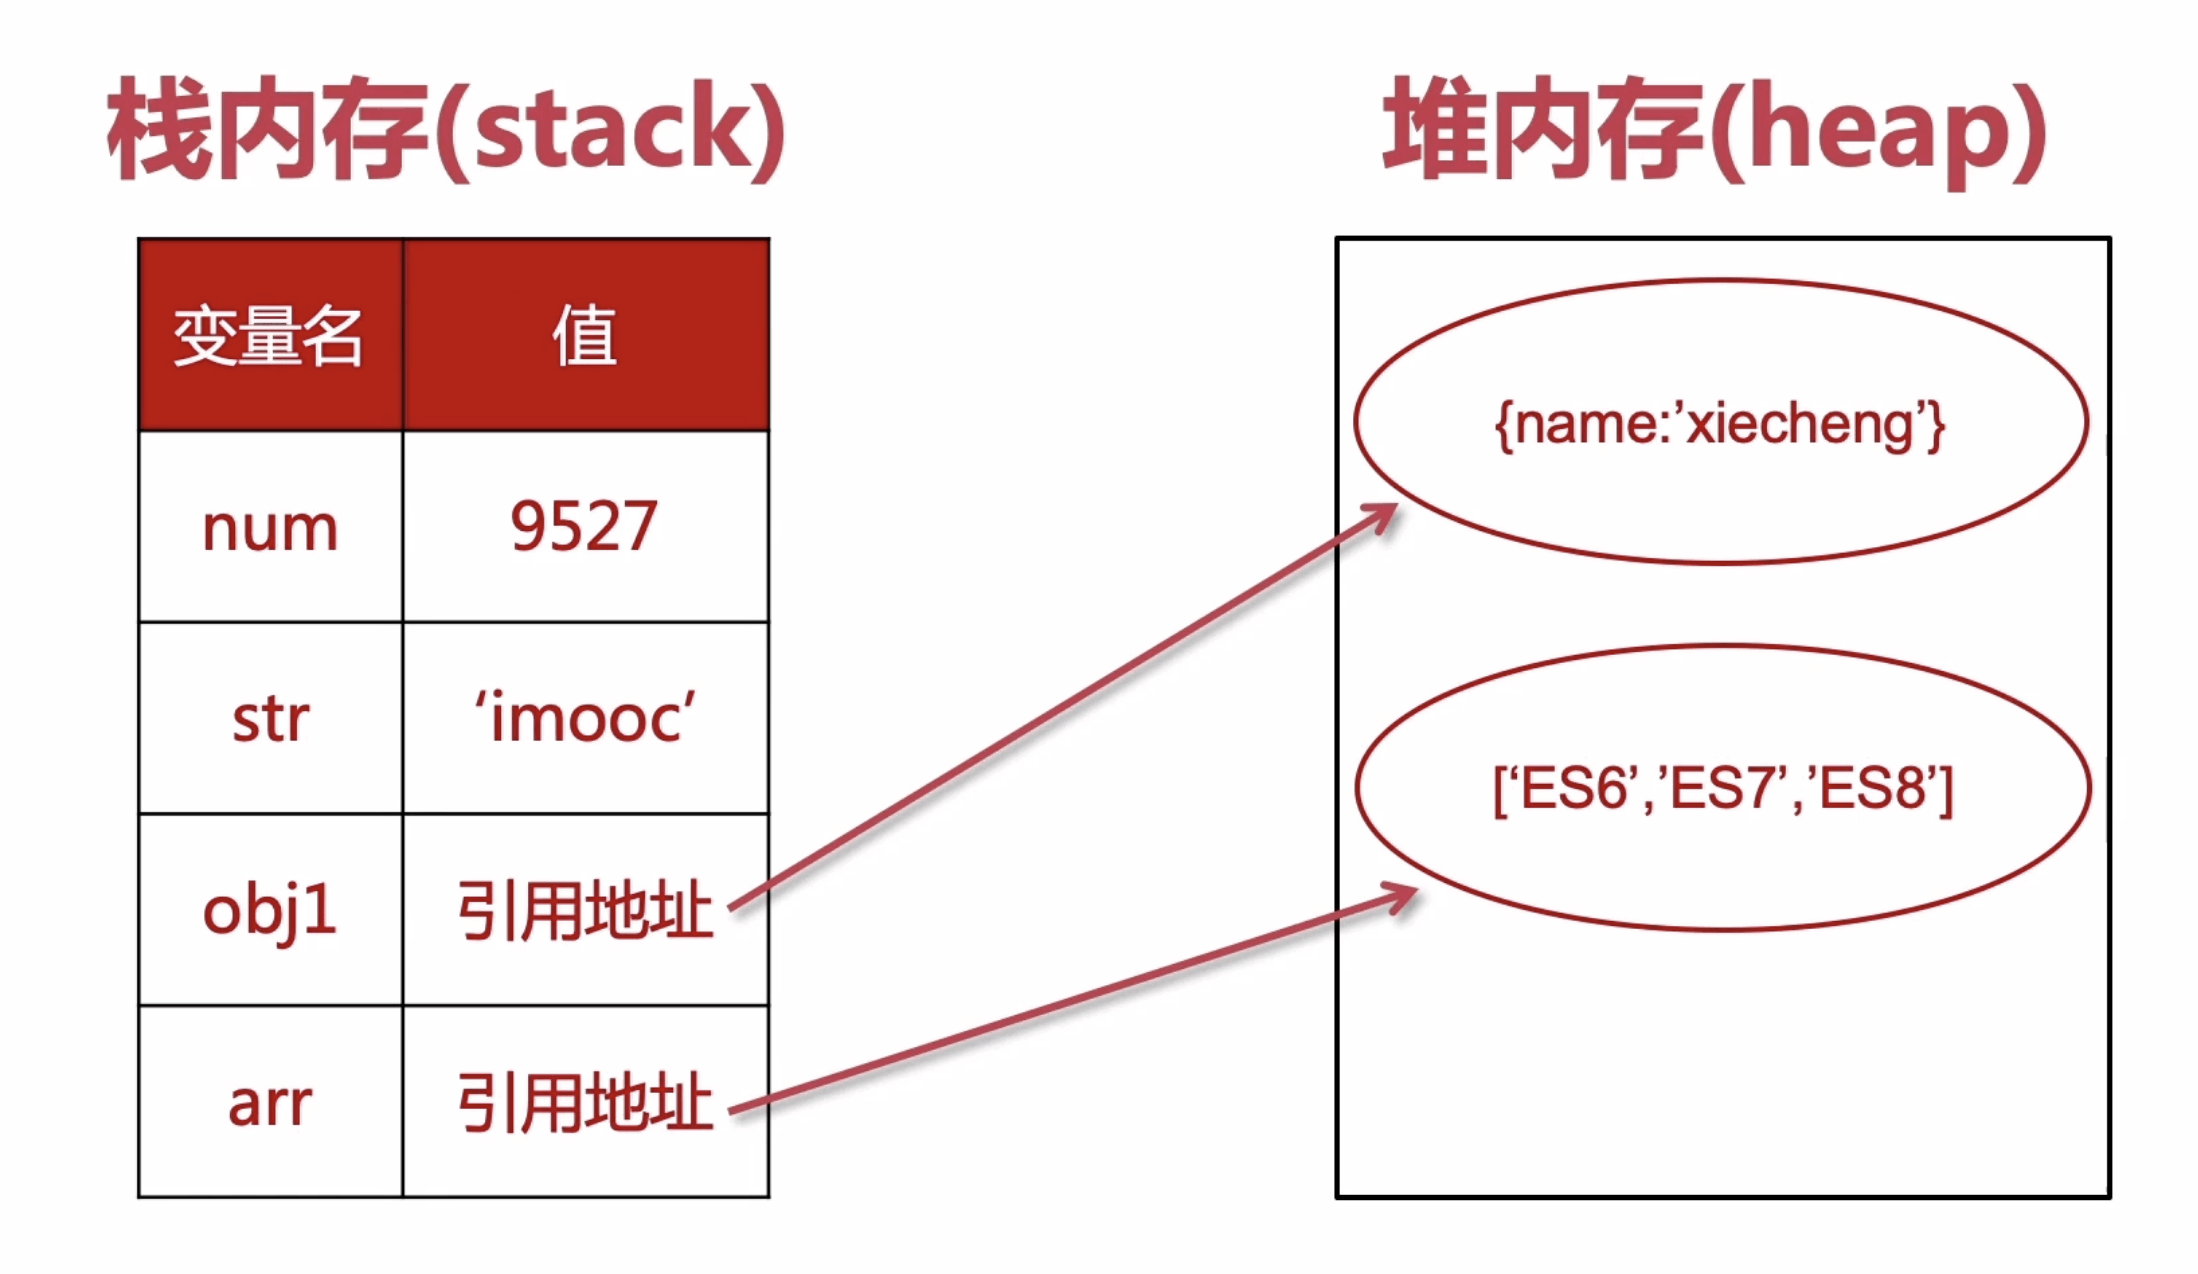 栈内存(stack)
堆内存(heap)
变量名 值
num 9527
str ‘imooc’
obj1 引用地址
arr 引用地址
{name:’xiecheng’}
[‘ES6’,’ES7’,’ES8’]